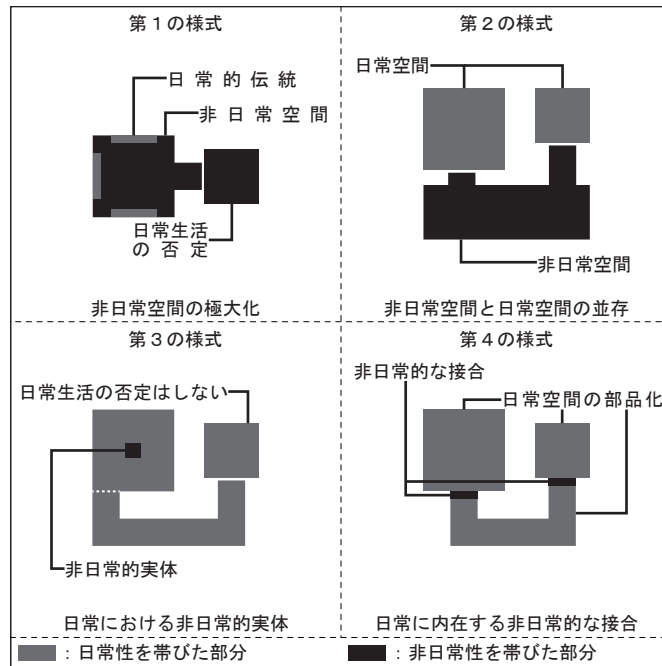 第1の様式
日常的伝統
非日常空間
日常生活
の否定
非日常空間の極大化
第2の様式
日常空間
非日常空間
非日常空間と日常空間の並存
第3の様式
日常生活の否定はしない
非日常的実体
日常における非日常的実体
第4の様式
非日常的な接合
日常空間の部品化
日常に内在する非日常的な接合
：日常性を帯びた部分
：非日常性を帯びた部分